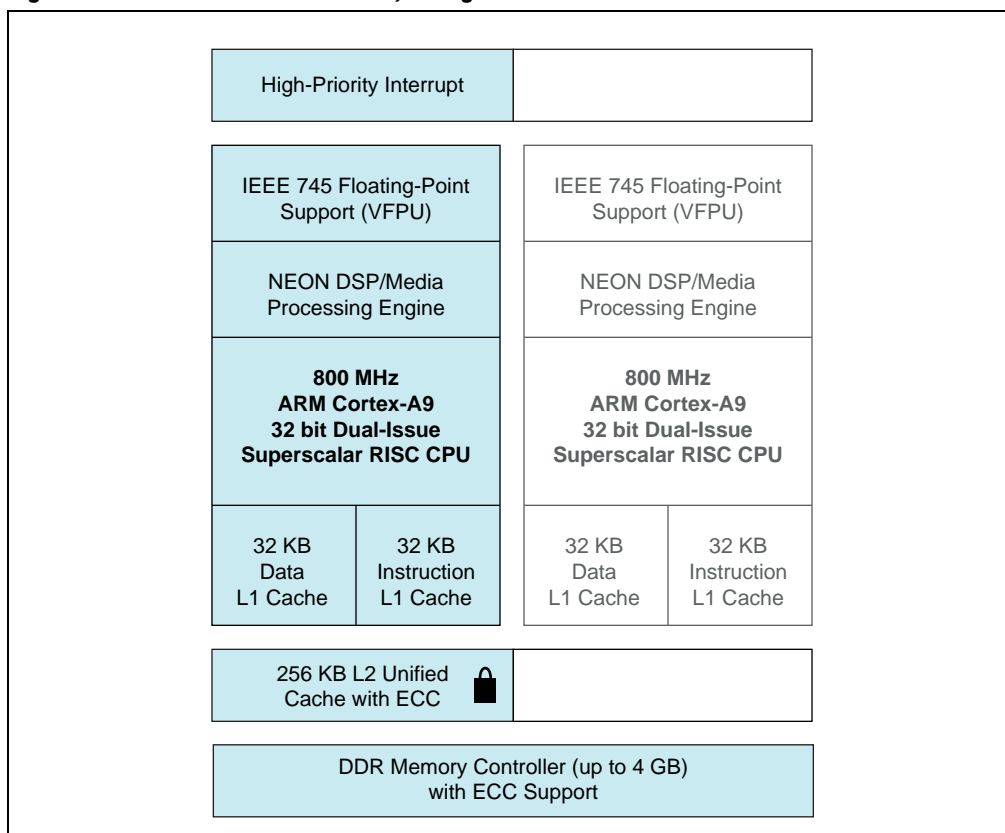 High-Priority Interrupt
IEEE 745 Floating-Point
Support (VFPU)
NEON DSP/Media
Processing Engine
800 MHz
ARM Cortex-A9
32 bit Dual-Issue
Superscalar RISC CPU
32 KB
Data
L1 Cache
32 KB
Instruction
L1 Cache
IEEE 745 Floating-Point
Support (VFPU)
NEON DSP/Media
Processing Engine
800 MHz
ARM Cortex-A9
32 bit Dual-Issue
Superscalar RISC CPU
32 KB
Data
L1 Cache
32 KB
Instruction
L1 Cache
256 KB L2 Unified
Cache with ECC
DDR Memory Controller (up to 4 GB)
with ECC Support